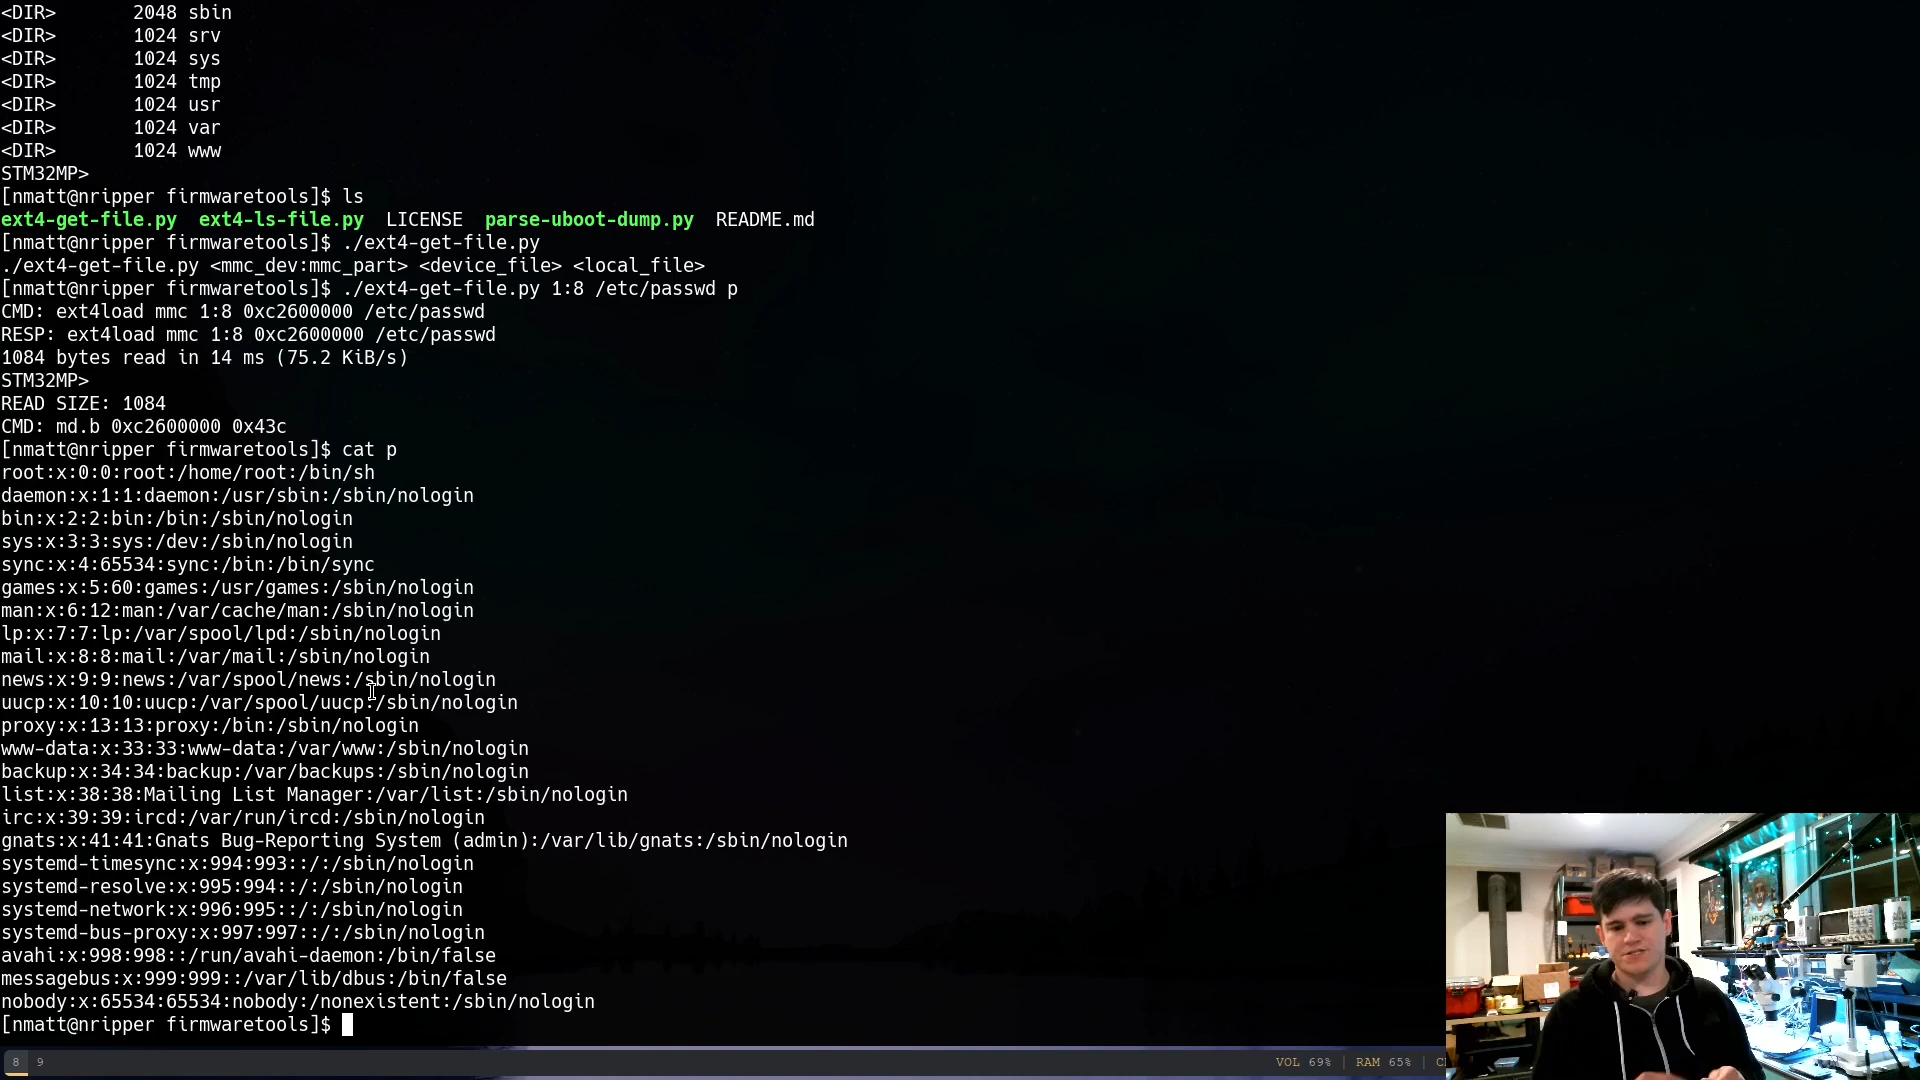 <DIR>       2048 sbin
<DIR>       1024 srv
<DIR>       1024 sys
<DIR>       1024 tmp
<DIR>       1024 usr
<DIR>       1024 var
<DIR>       1024 www
STM32MP>
[nmatt@nripper firmwaretools]$ ls
ext4-get-file.py  ext4-ls-file.py  LICENSE  parse-uboot-dump.py  README.md
[nmatt@nripper firmwaretools]$ ./ext4-get-file.py
./ext4-get-file.py <mmc_dev:mmc_part> <device_file> <local_file>
[nmatt@nripper firmwaretools]$ ./ext4-get-file.py 1:8 /etc/passwd p
CMD: ext4load mmc 1:8 0xc2600000 /etc/passwd
RESP: ext4load mmc 1:8 0xc2600000 /etc/passwd
1084 bytes read in 14 ms (75.2 KiB/s)
STM32MP>
READ SIZE: 1084
CMD: md.b 0xc2600000 0x43c
[nmatt@nripper firmwaretools]$ cat p
root:x:0:0:root:/home/root:/bin/sh
daemon:x:1:1:daemon:/usr/sbin:/sbin/nologin
bin:x:2:2:bin:/bin:/sbin/nologin
sys:x:3:3:sys:/dev:/sbin/nologin
sync:x:4:65534:sync:/bin:/bin/sync
games:x:5:60:games:/usr/games:/sbin/nologin
man:x:6:12:man:/var/cache/man:/sbin/nologin
lp:x:7:7:lp:/var/spool/lpd:/sbin/nologin
mail:x:8:8:mail:/var/mail:/sbin/nologin
news:x:9:9:news:/var/spool/news:/sbin/nologin
uucp:x:10:10:uucp:/var/spool/uucp:/sbin/nologin
proxy:x:13:13:proxy:/bin:/sbin/nologin
www-data:x:33:33:www-data:/var/www:/sbin/nologin
backup:x:34:34:backup:/var/backups:/sbin/nologin
list:x:38:38:Mailing List Manager:/var/list:/sbin/nologin
irc:x:39:39:ircd:/var/run/ircd:/sbin/nologin
gnats:x:41:41:Gnats Bug-Reporting System (admin):/var/lib/gnats:/sbin/nologin
systemd-timesync:x:994:993::/:/sbin/nologin
systemd-resolve:x:995:994::/:/sbin/nologin
systemd-network:x:996:995::/:/sbin/nologin
systemd-bus-proxy:x:997:997::/:/sbin/nologin
avahi:x:998:998::/run/avahi-daemon:/bin/false
messagebus:x:999:999::/var/lib/dbus:/bin/false
nobody:x:65534:65534:nobody:/nonexistent:/sbin/nologin
[nmatt@nripper firmwaretools]$
8 9 VOL 69% | RAM 65% |